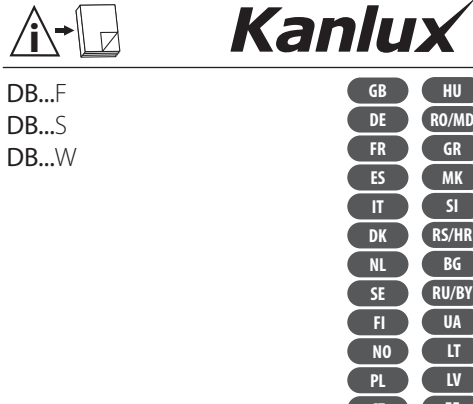 Kanlux
DB...F
DB...S
DB...W
GB HU
DE RO/MD
FR GR
ES MK
IT SI
DK RS/HR
NL BG
SE RU/BY
FI UA
NO LT
PL LV